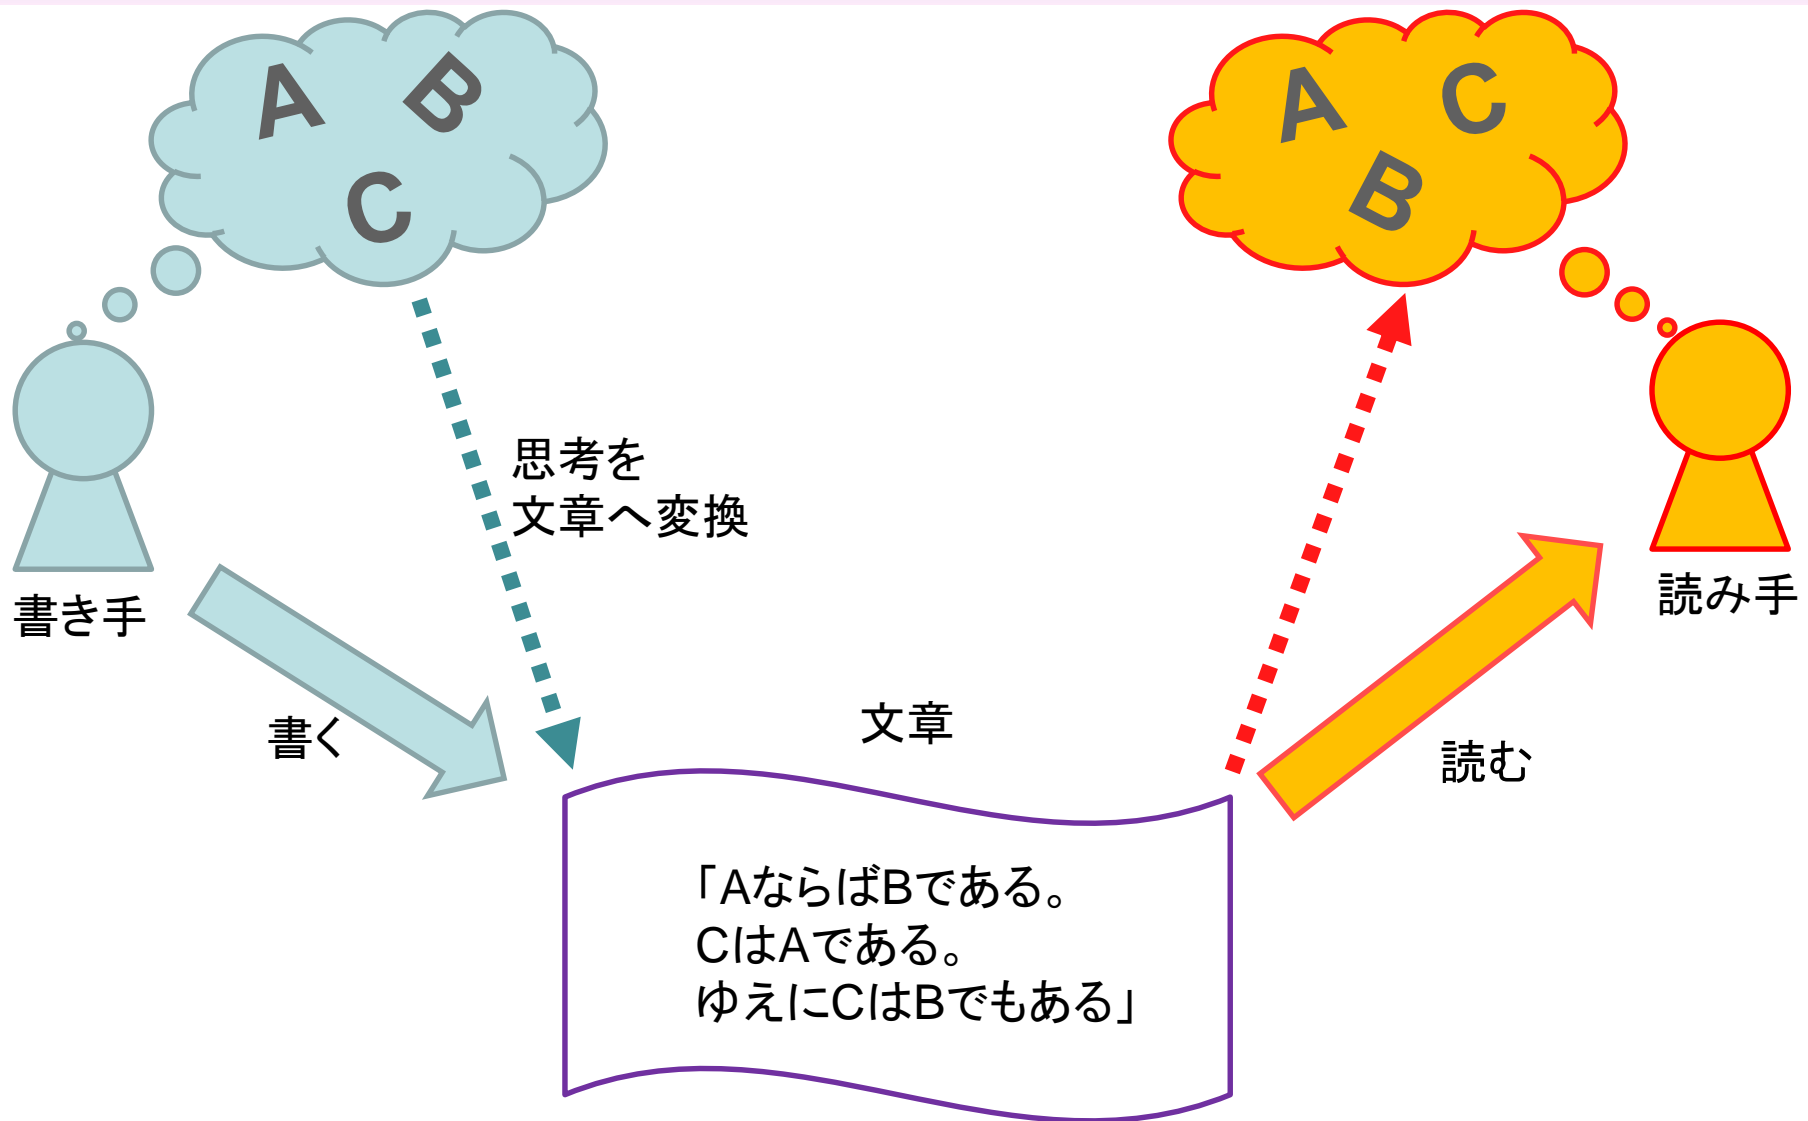 A
B
C
A
C
B
思考を
文章へ変換
書き手
読み手
書く
文章
読む
「AならばBである。
CはAである。
ゆえにCはBでもある」